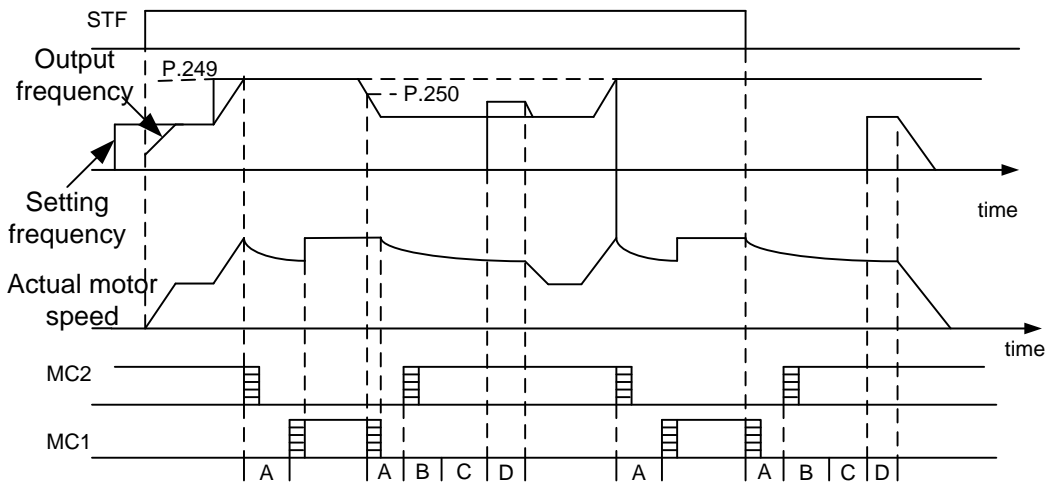 STF
Output
frequency
P.249
P.250
Setting
frequency
time
Actual motor
speed
time
MC2
MC1
A A B C D A A B C D